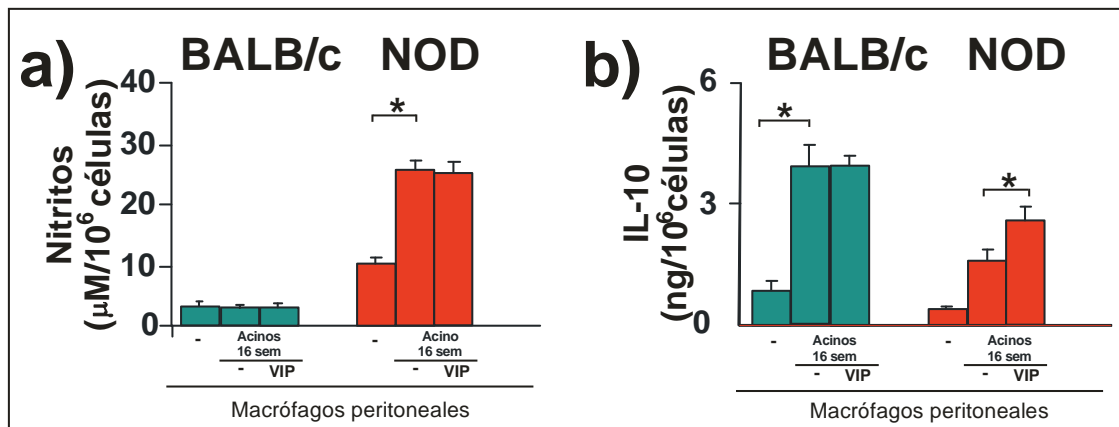 a) BALB/c NOD
Nitritos
(µM/10⁶ células)
40
30
20
10
0
*
- Acinos - Acino
16 sem 16 sem
- VIP - VIP
Macrófagos peritoneales
b) BALB/c NOD
IL-10
(ng/10⁶células)
6
3
0
* *
- Acinos - Acinos
16 sem 16 sem
- VIP - VIP
Macrófagos peritoneales